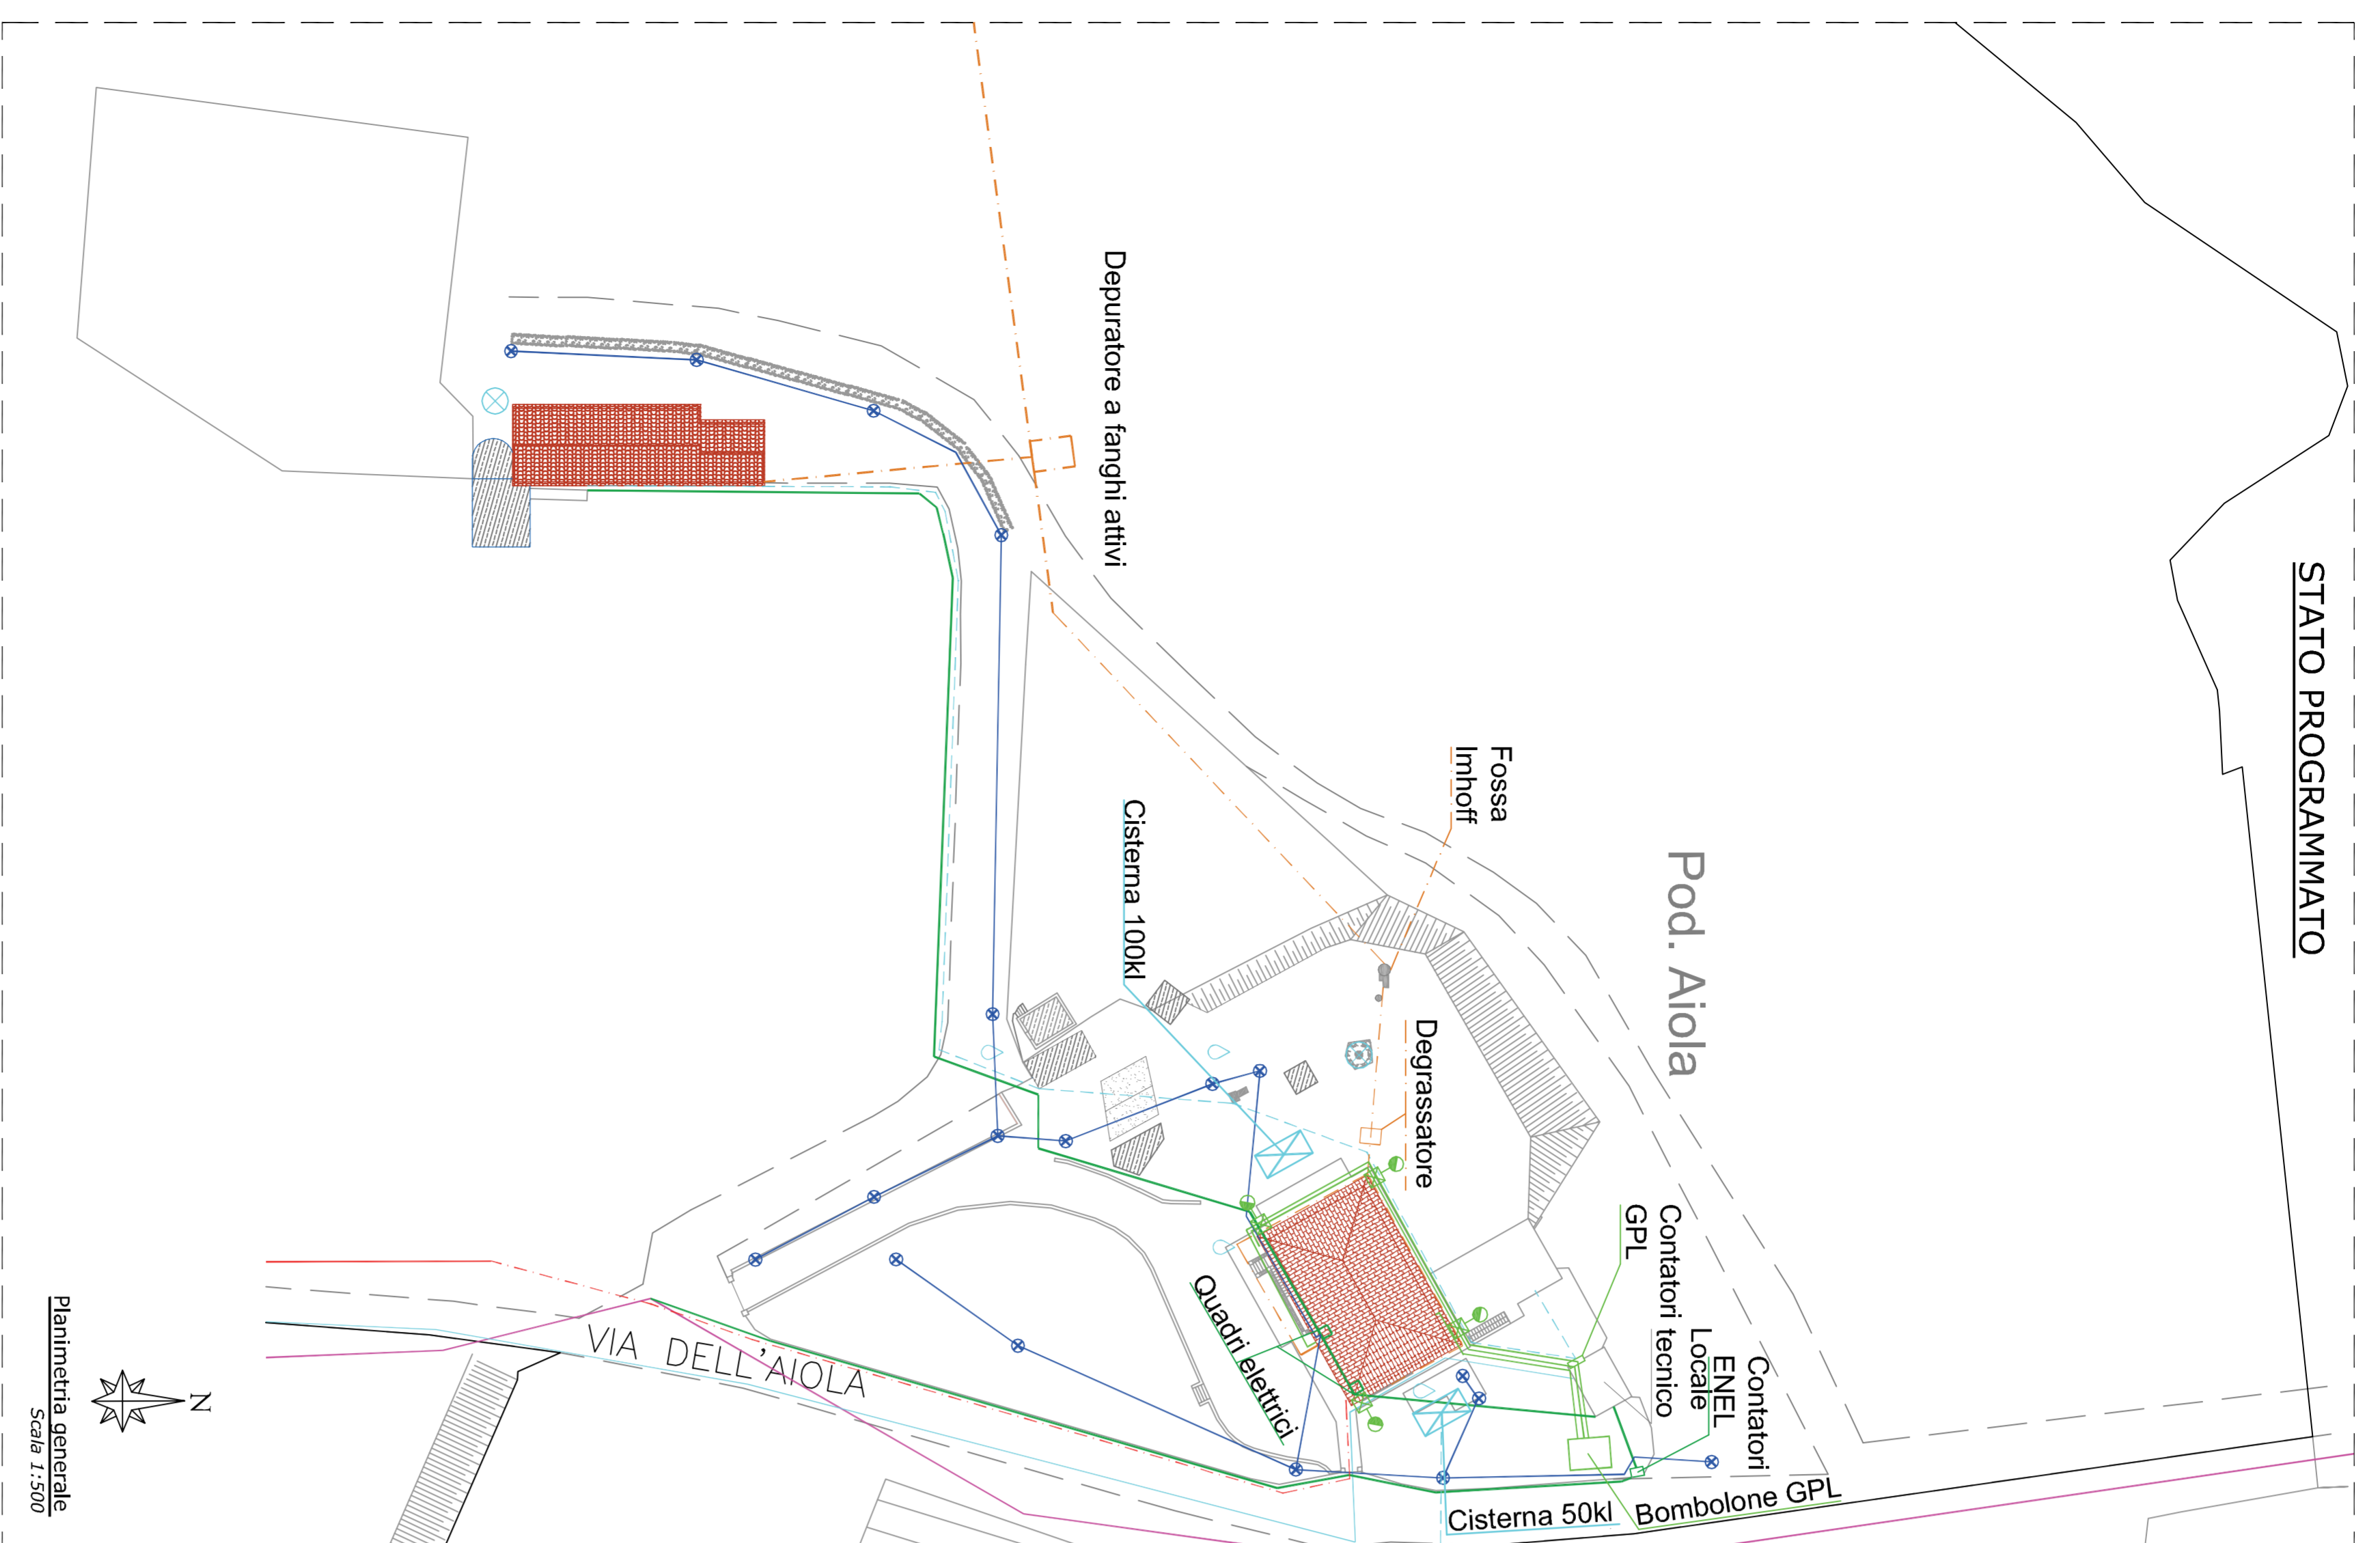 STATO PROGRAMMATO
Pod. Aiola
Depuratore a fanghi attivi
Fossa
Imhoff
Cisterna 100kl
Degrassatore
Contatori
GPL
Locale
tecnico
Contatori
ENEL
Quadri elettrici
Bombolone GPL
Cisterna 50kl
VIA DELL'AIOLA
N
Planimetria generale
Scala 1:500